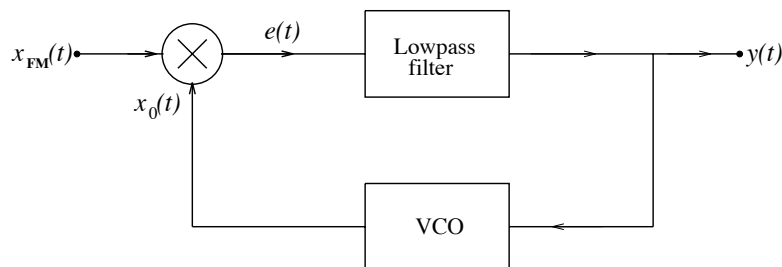 e(t)
Lowpass
filter
x_FM(t)
y(t)
x_0(t)
VCO